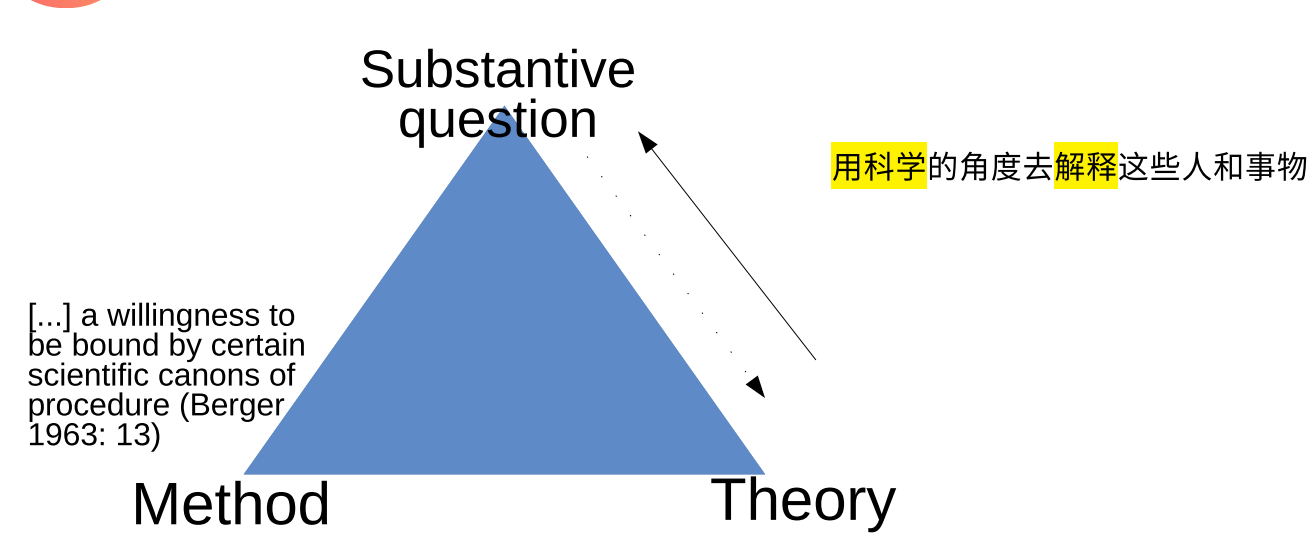 Substantive
question
用科学的角度去解释这些人和事物
[...] a willingness to
be bound by certain
scientific canons of
procedure (Berger
1963: 13)
Method
Theory